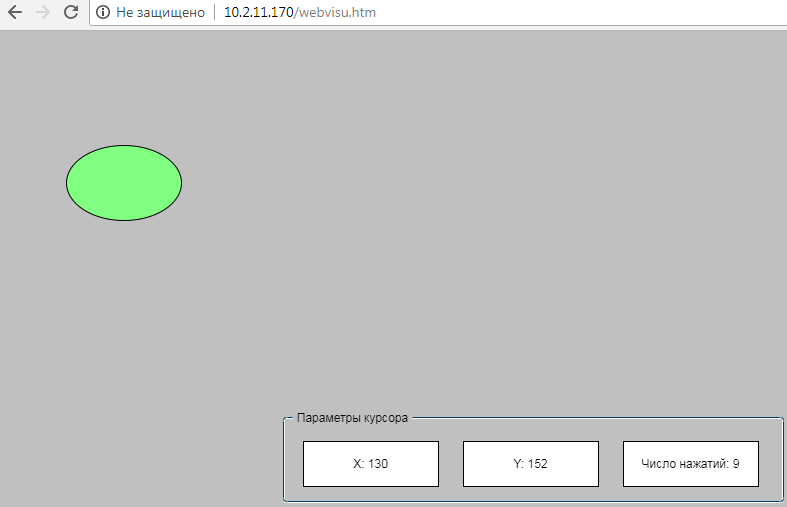 Не защищено 10.2.11.170/webvisu.htm
Параметры курсора
X: 130 Y: 152 Число нажатий: 9